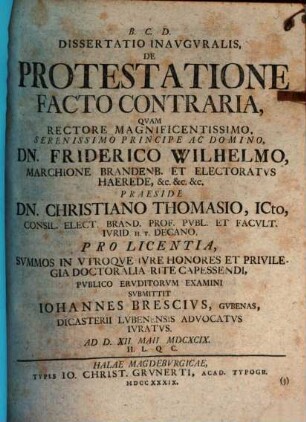 B. C. D.
DISSERTATIO INAVGVRALIS,
DE
PROTESTATIONE
FACTO CONTRARIA,
QVAM
RECTORE MAGNIFICENTISSIMO,
SERENISSIMO PRINCIPE AC DOMINO,
DN. FRIDERICO WILHELMO,
MARCHIONE BRANDENB. ET ELECTORATVS
HAEREDE, &c. &c. &c.
PRAESIDE
DN. CHRISTIANO THOMASIO, ICto,
CONSIL. ELECT. BRAND. PROF. PVBL. ET FACVLT.
IVRID H. T. DECANO,
PRO LICENTIA,
SVMMOS IN VTROQVE IVRE HONORES ET PRIVILE-
GIA DOCTORALIA RITE CAPESSENDI,
PVBLICO ERVDITORVM EXAMINI
SVBMITTIT
IOHANNES BRESCIVS, GVBENAS,
DICASTERII LVBENENSIS ADVOCATVS
IVRATVS.
AD D. XII MAII MDCXCIX.
H. L. Q C.
HALAE MAGDEBVRGICAE,
TYPIS IO. CHRIST. GRVNERTI, ACAD. TYPOGR.
MDCCXXXIX.